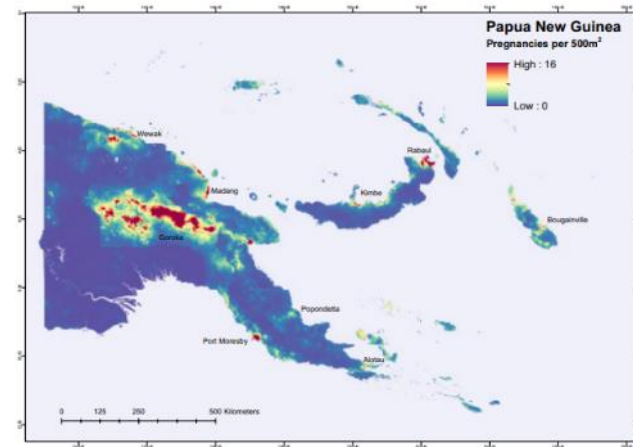 Papua New Guinea
Pregnancies per 500m²
High : 16
Low : 0
Wewak
Rabaul
Madang
Kimbe
Bougainville
Goroka
Popondetta
Port Moresby
Alotau
0 125 250 500 Kilometers